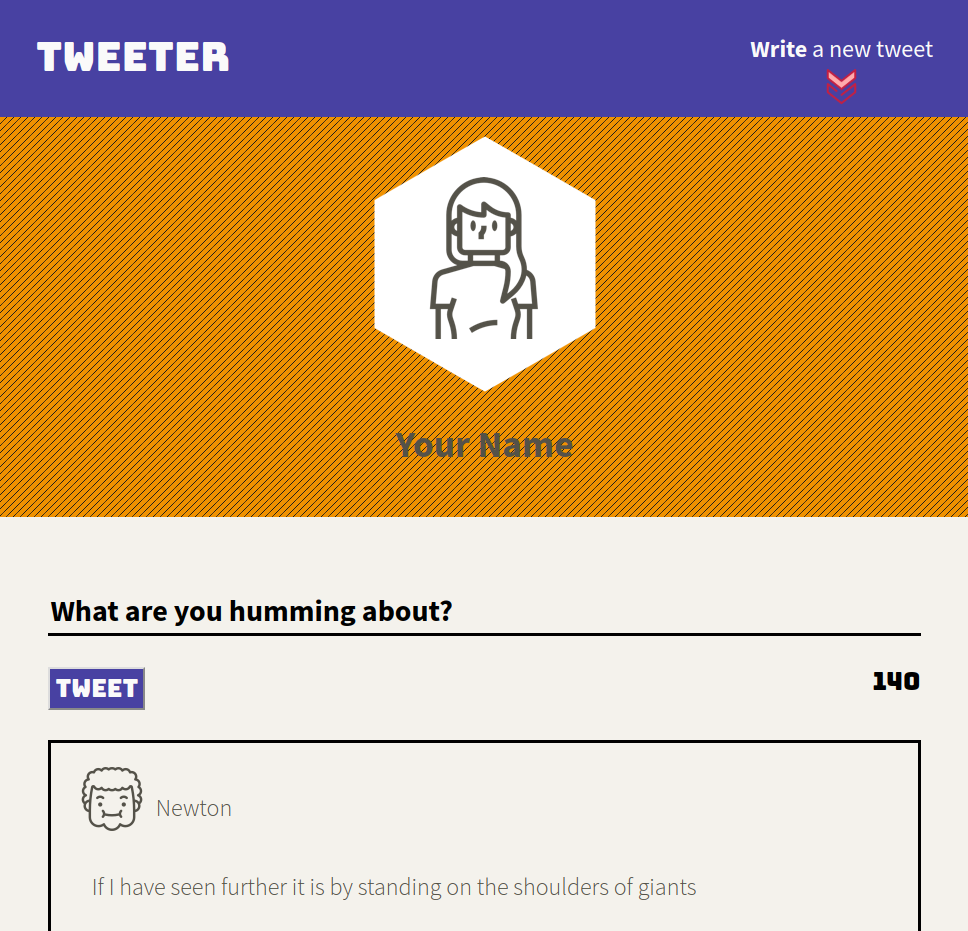 TWEETER
Write a new tweet
Your Name
What are you humming about?
TWEET
140
Newton
If I have seen further it is by standing on the shoulders of giants